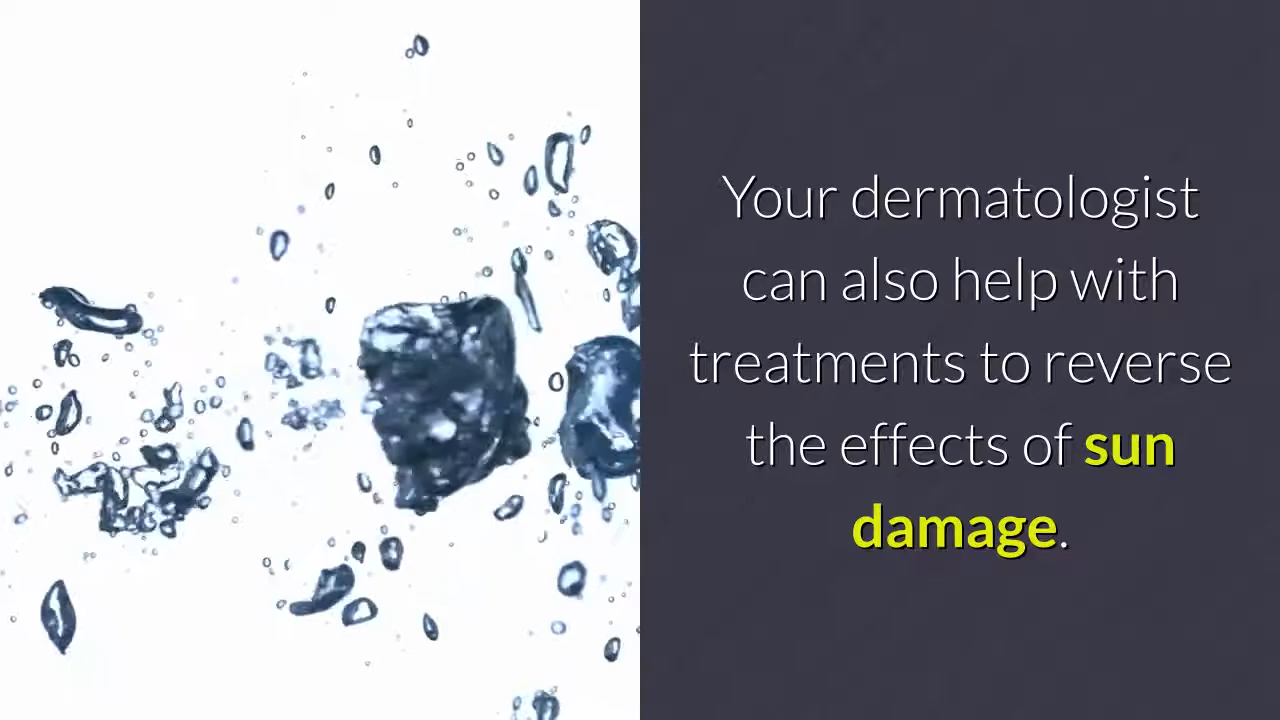 Your dermatologist
can also help with
treatments to reverse
the effects of sun
damage.